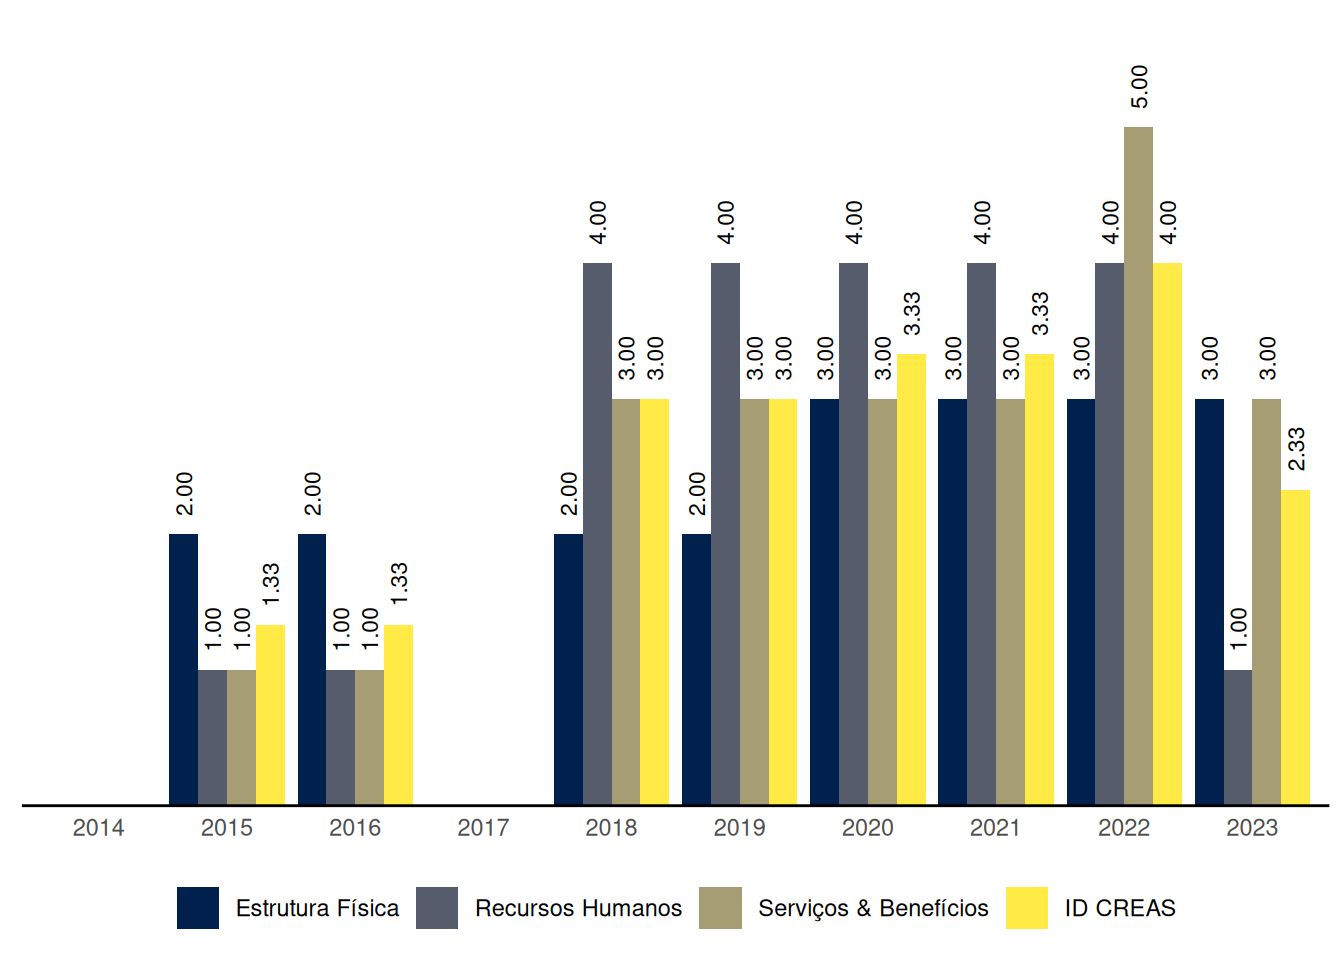 5.00
4.00 4.00 4.00 4.00 4.00 4.00
3.33 3.33
3.00 3.00 3.00 3.00 3.00 3.00 3.00 3.00 3.00 3.00 3.00
2.33
2.00 2.00 2.00 2.00
1.33 1.33
1.00 1.00 1.00 1.00 1.00
2014 2015 2016 2017 2018 2019 2020 2021 2022 2023
Estrutura Física Recursos Humanos Serviços & Benefícios ID CREAS